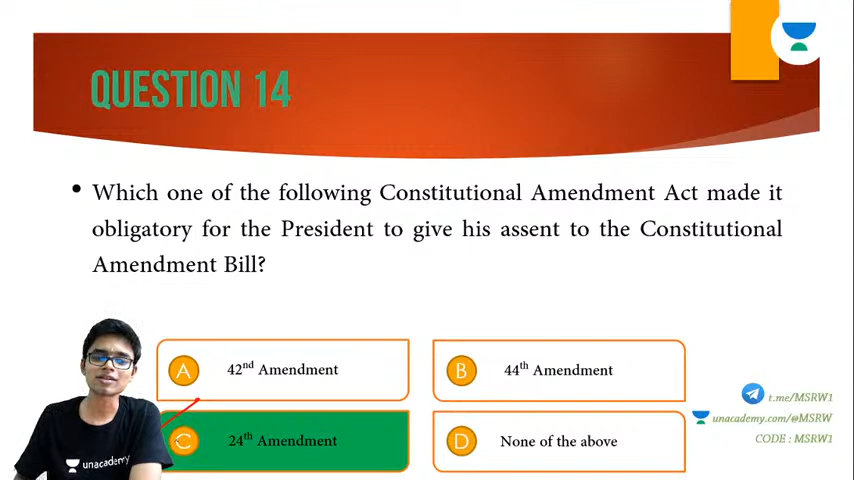 QUESTION 14
• Which one of the following Constitutional Amendment Act made it
obligatory for the President to give his assent to the Constitutional
Amendment Bill?
A 42nd Amendment
B 44th Amendment
C 24th Amendment
D None of the above
t.me/MSRW1
unacademy.com/@MSRW
CODE : MSRW1
unacademy